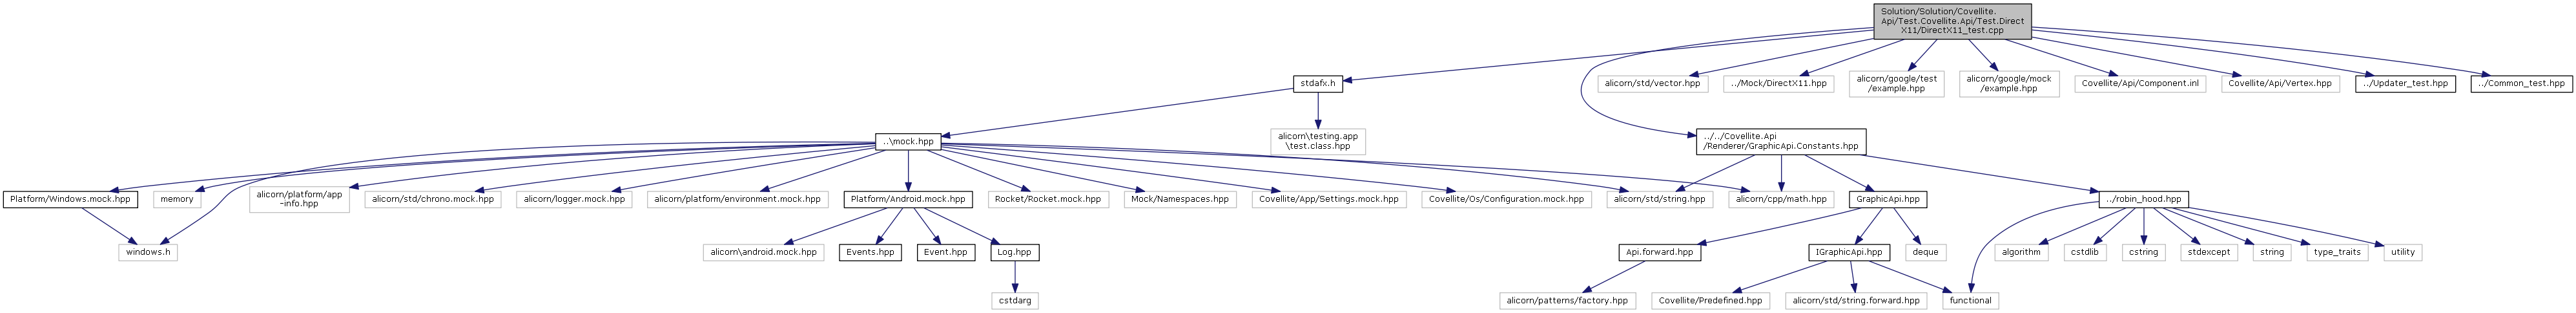 Solution/Solution/Covellite.
Api/Test.Covellite.Api/Test.Direct
X11/DirectX11_test.cpp
stdafx.h
alicorn/std/vector.hpp
../Mock/DirectX11.hpp
alicorn/google/test
/example.hpp
alicorn/google/mock
/example.hpp
Covellite/Api/Component.inl
Covellite/Api/Vertex.hpp
../Updater_test.hpp
../Common_test.hpp
..\mock.hpp
alicorn\testing.app
\test.class.hpp
../../Covellite.Api
/Renderer/GraphicApi.Constants.hpp
Platform/Windows.mock.hpp
memory
alicorn/platform/app
-info.hpp
alicorn/std/chrono.mock.hpp
alicorn/logger.mock.hpp
alicorn/platform/environment.mock.hpp
Platform/Android.mock.hpp
Rocket/Rocket.mock.hpp
Mock/Namespaces.hpp
Covellite/App/Settings.mock.hpp
Covellite/Os/Configuration.mock.hpp
alicorn/std/string.hpp
alicorn/cpp/math.hpp
GraphicApi.hpp
../robin_hood.hpp
windows.h
alicorn\android.mock.hpp
Events.hpp
Event.hpp
Log.hpp
Api.forward.hpp
IGraphicApi.hpp
deque
algorithm
cstdlib
cstring
stdexcept
string
type_traits
utility
cstdarg
alicorn/patterns/factory.hpp
Covellite/Predefined.hpp
alicorn/std/string.forward.hpp
functional